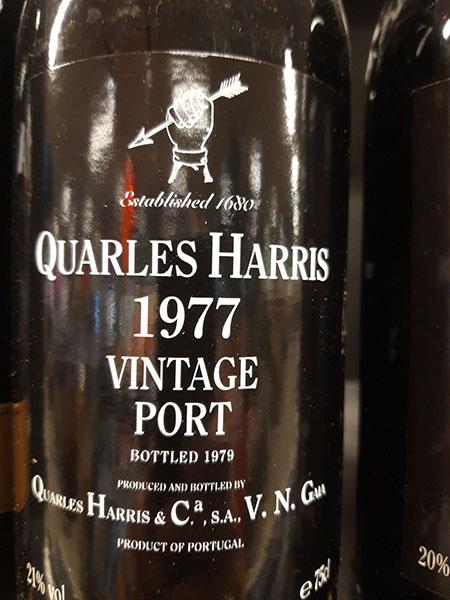 Established 1680
QUARLES HARRIS
1977
VINTAGE
PORT
BOTTLED 1979
PRODUCED AND BOTTLED BY
QUARLES HARRIS & C.ª, S.A., V. N. GAIA
PRODUCT OF PORTUGAL
21% vol
e 75cl
20%